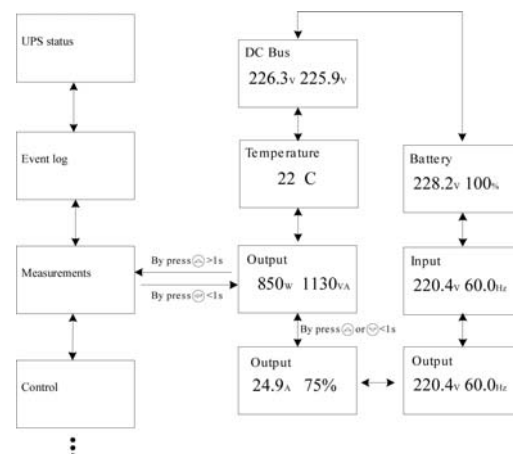 UPS status
DC Bus
226.3V 225.9V
Event log
Temperature
22 C
Battery
228.2V 100%
Measurements
By press >1s
By press <1s
Output
850W 1130VA
Input
220.4V 60.0Hz
By press or <1s
Control
Output
24.9A 75%
Output
220.4V 60.0Hz